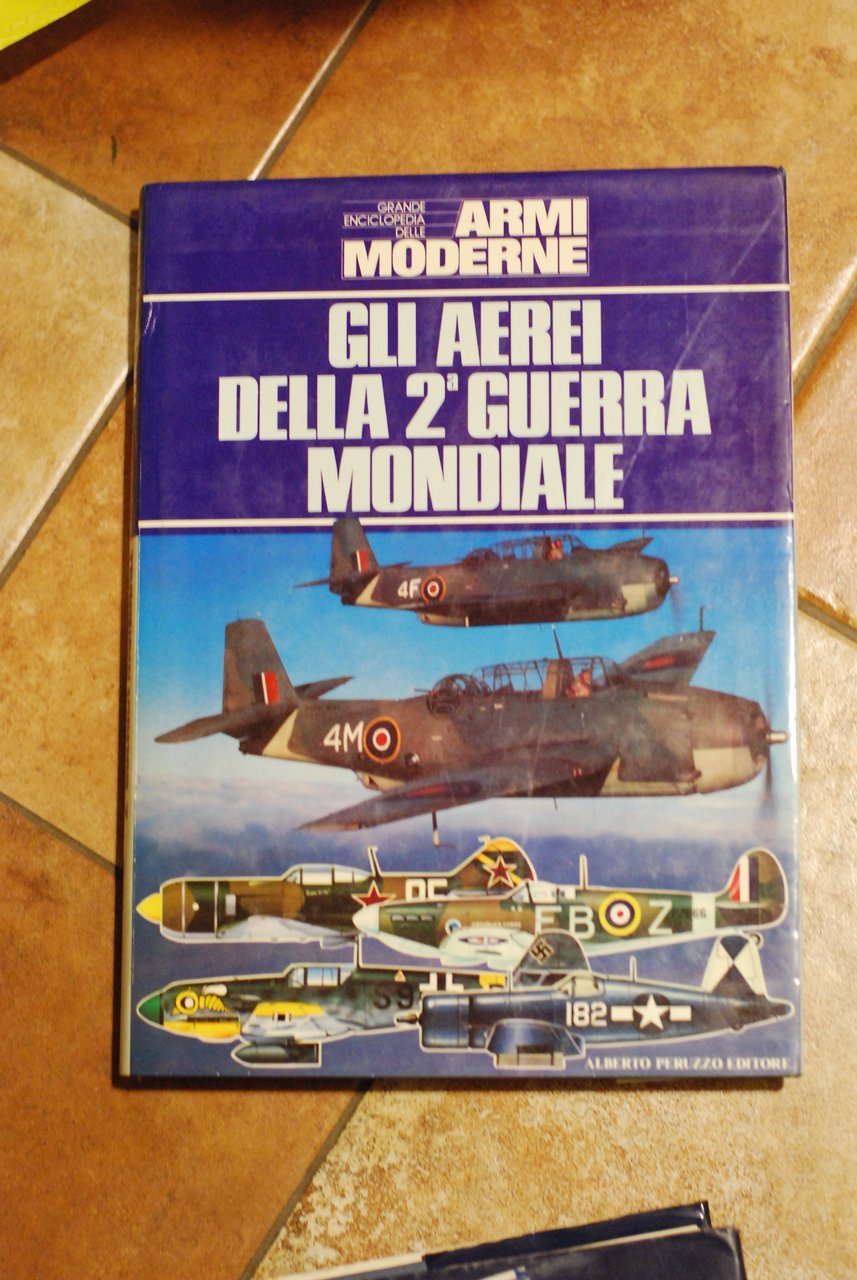 GRANDE
ENCICLOPEDIA
DELLE
ARMI
MODERNE
GLI AEREI
DELLA 2ª GUERRA
MONDIALE
4F
4M
EB Z
182
ALBERTO PERUZZO EDITORE